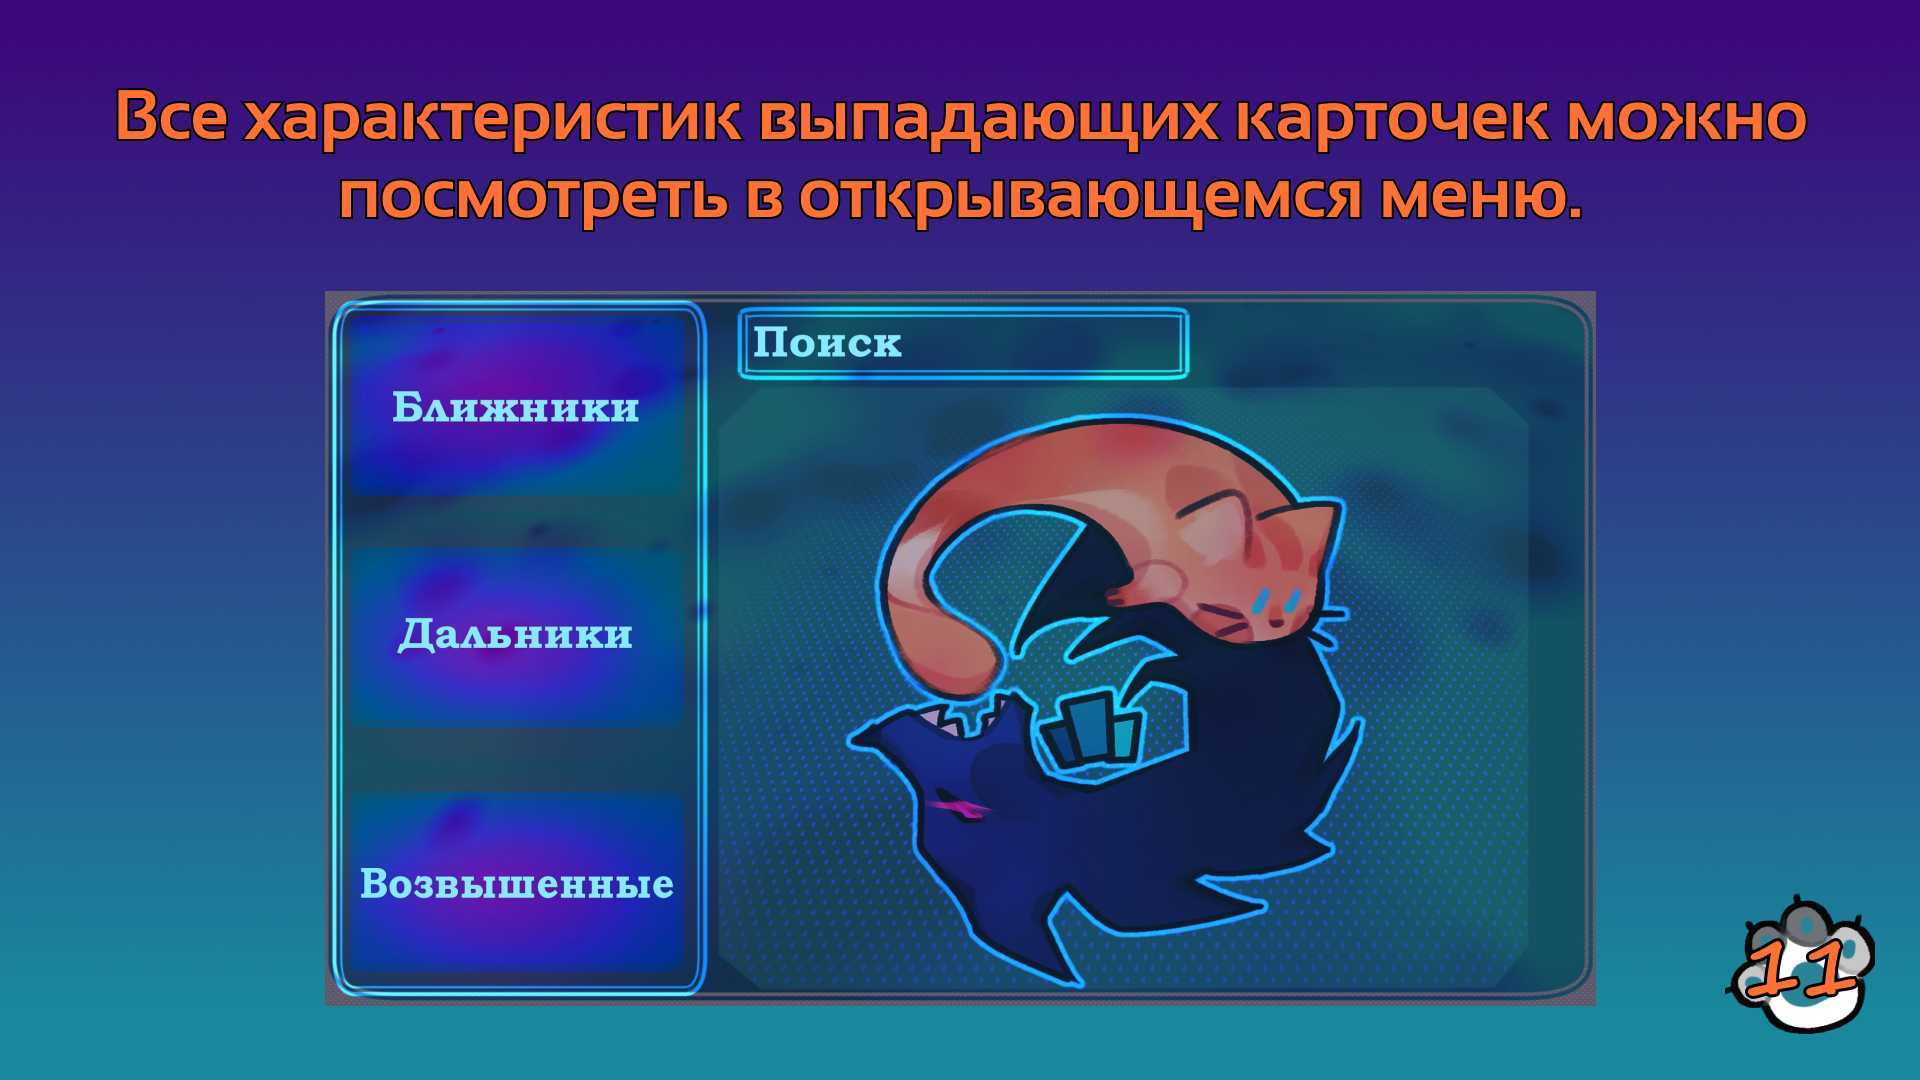 Все характеристик выпадающих карточек можно
посмотреть в открывающемся меню.
Поиск
Ближники
Дальники
Возвышенные
11